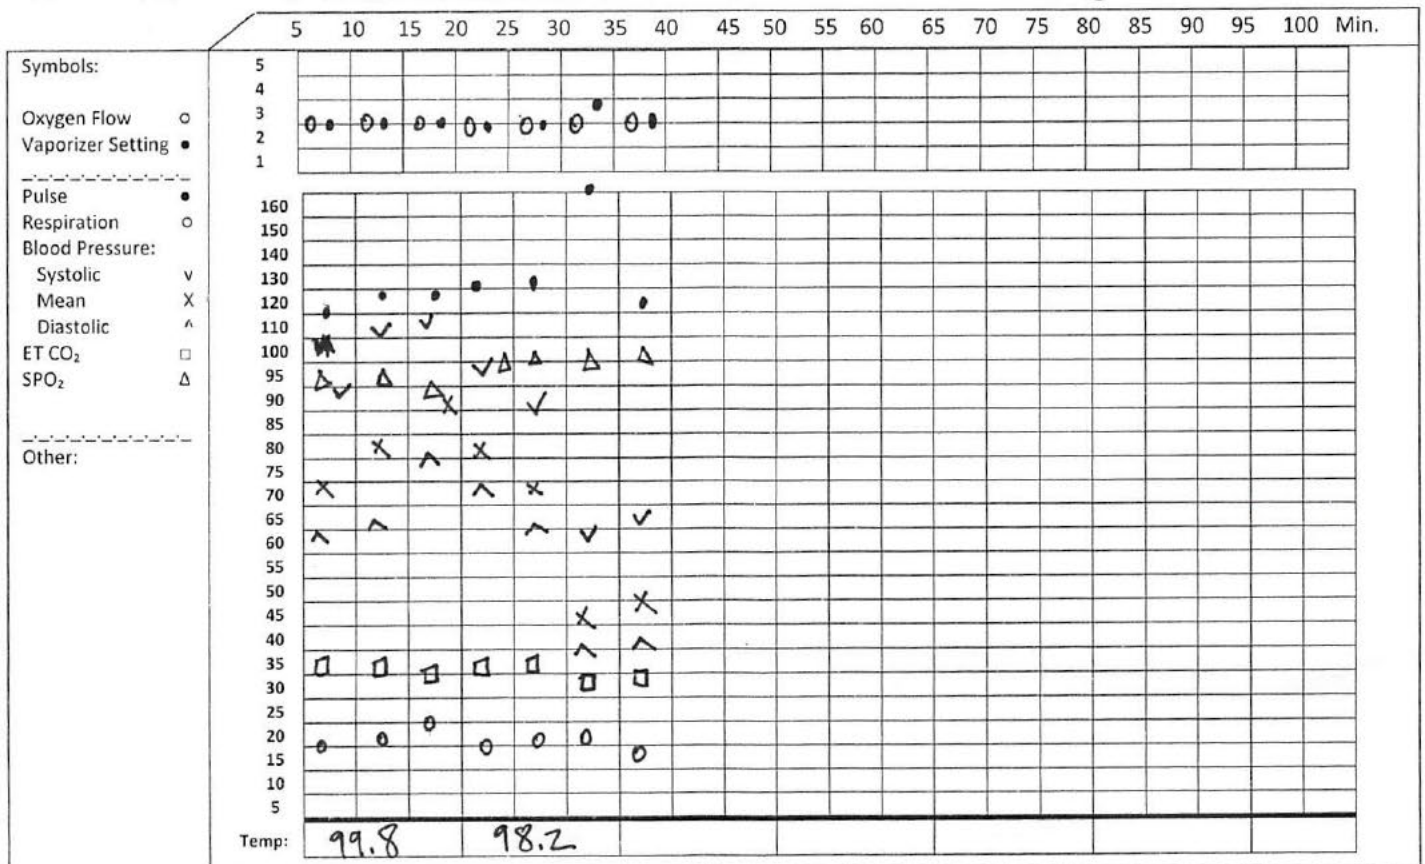 5 10 15 20 25 30 35 40 45 50 55 60 65 70 75 80 85 90 95 100 Min.
Symbols:
Oxygen Flow ○
Vaporizer Setting ●
Pulse ●
Respiration ○
Blood Pressure:
Systolic ∨
Mean X
Diastolic ^
ET CO₂ □
SPO₂ Δ
Other:
5
4
3
2
1
160
150
140
130
120
110
100
95
90
85
80
75
70
65
60
55
50
45
40
35
30
25
20
15
10
5
Temp: 99.8 98.2